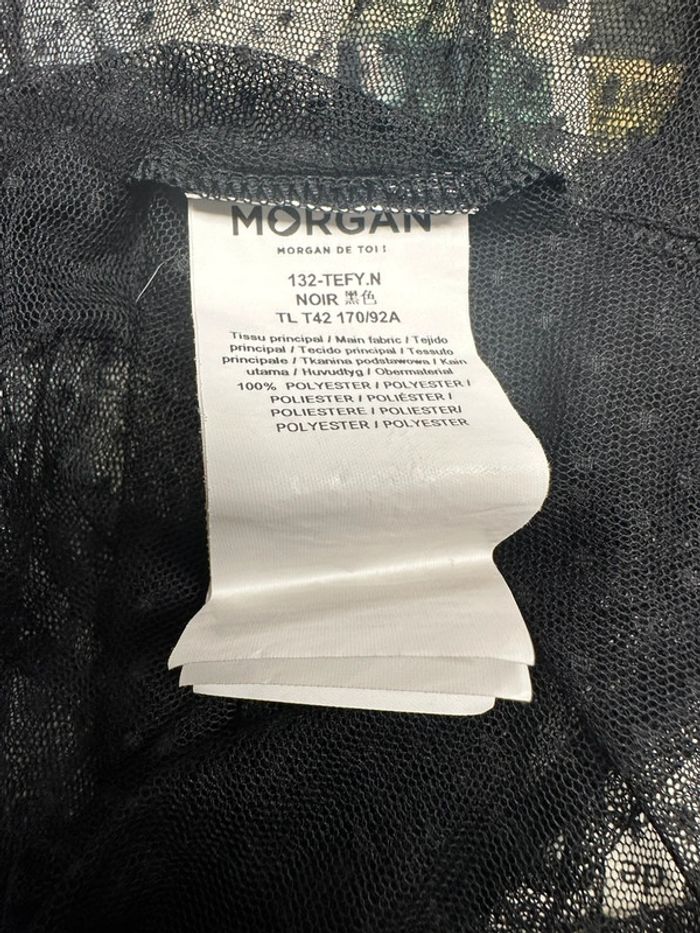 MORGAN
MORGAN DE TOI !
132-TEFY.N
NOIR 黑色
TL T42 170/92A
Tissu principal / Main fabric / Tejido
principal / Tecido principal / Tessuto
principale / Tkanina podstawowa / Kain
utama / Huvudtyg / Obermaterial
100% POLYESTER / POLYESTER /
POLIESTER / POLIÉSTER /
POLIESTERE / POLIESTER/
POLYESTER / POLYESTER